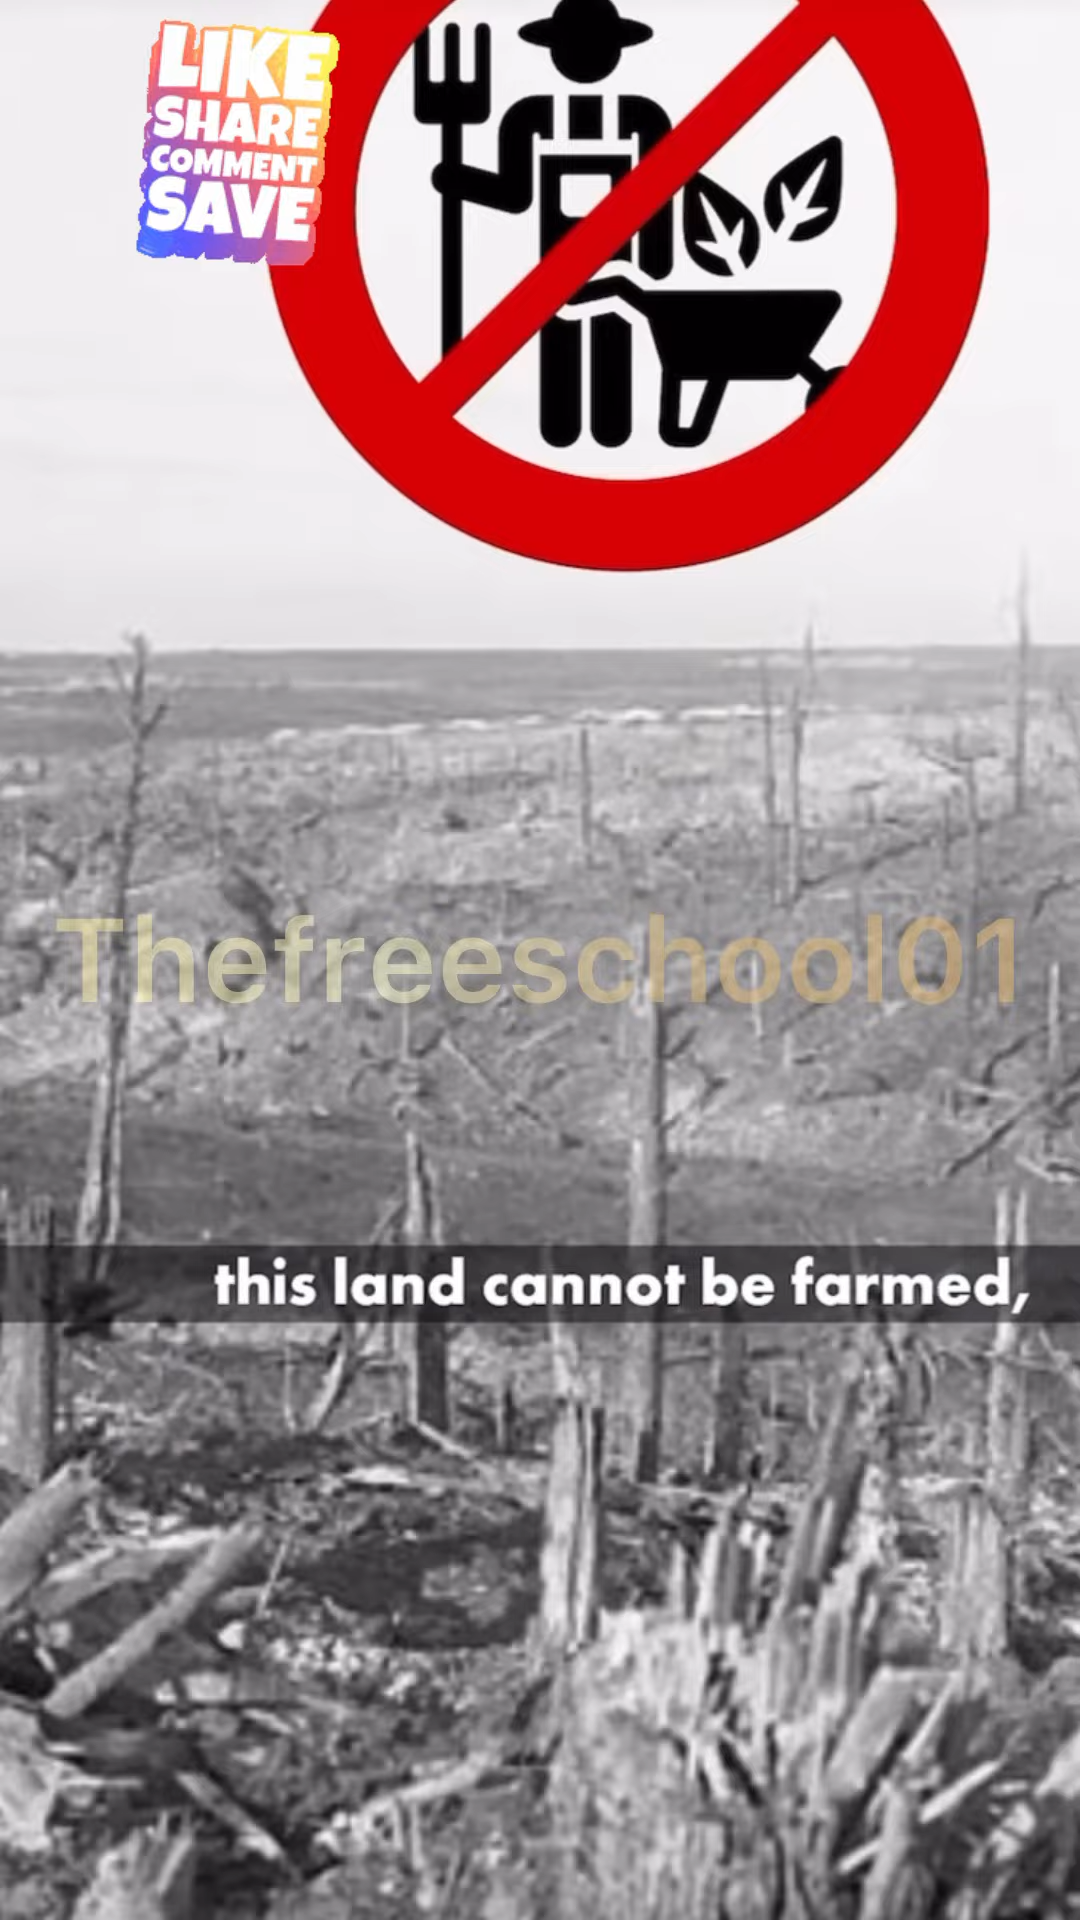 LIKE
SHARE
COMMENT
SAVE
Thefreeschool01
this land cannot be farmed,